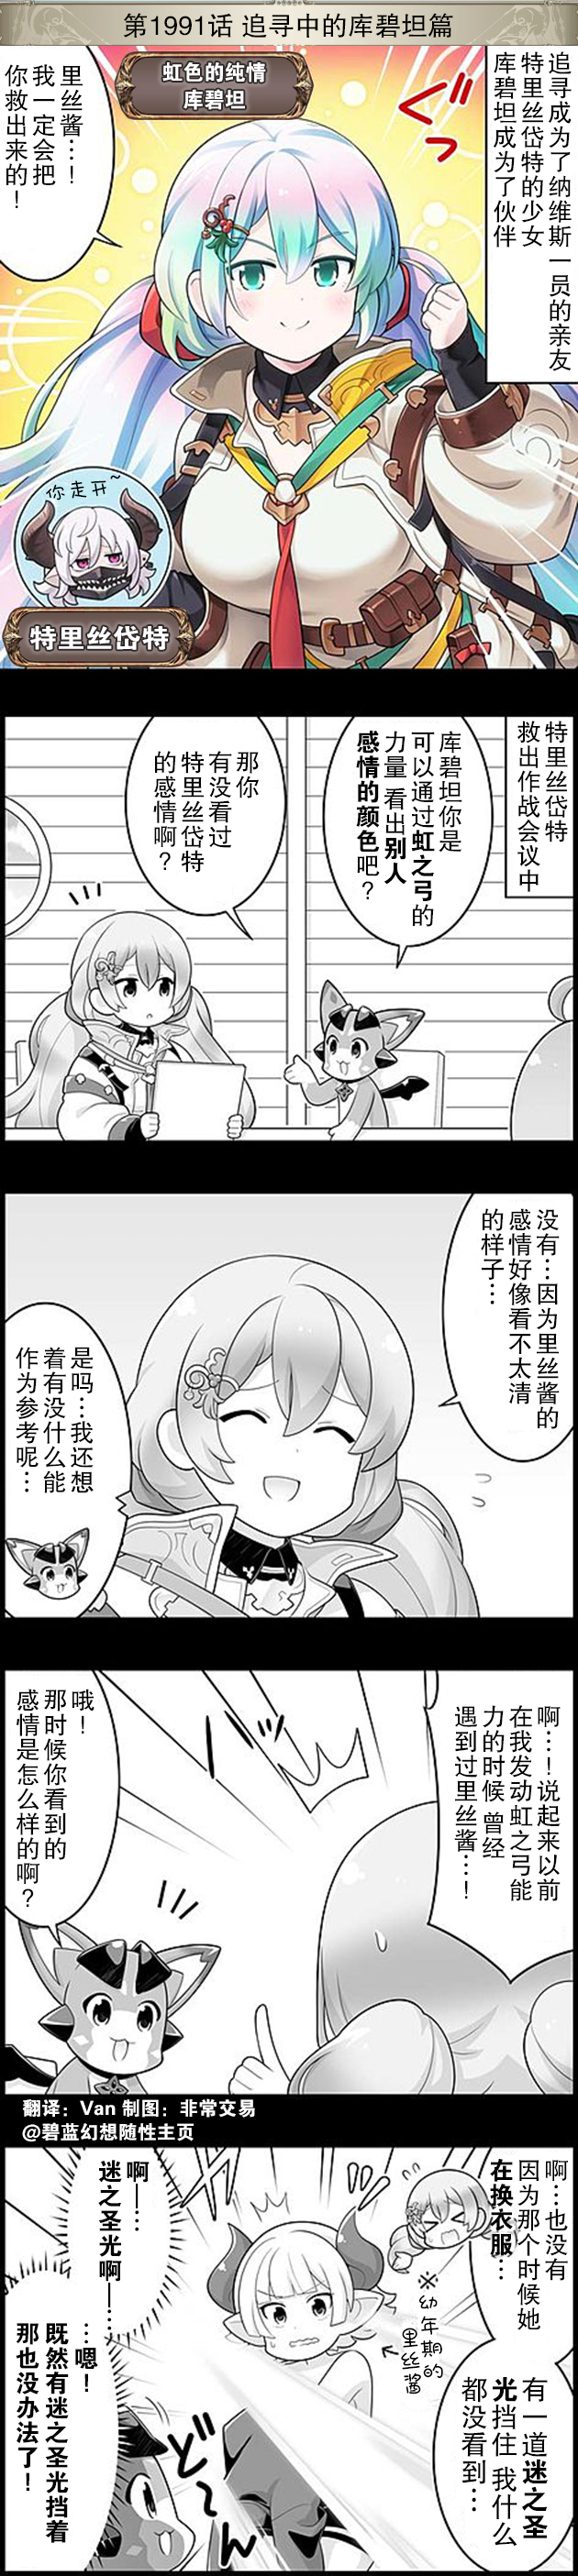 第1991话 追寻中的库碧坦篇
追寻成为了纳维斯一员的亲友
特里丝岱特的少女
库碧坦成为了伙伴
虹色的纯情
库碧坦
里丝酱…!
我一定会把
你救出来的!
你走开~
特里丝岱特
特里丝岱特
救出作战会议中
库碧坦你是
可以通过虹之弓的
力量 看出别人
感情的颜色吧?
那你
有没看过
特里丝岱特
的感情啊?
没有…因为里丝酱的
感情好像看不太清
的样子…
是吗…我还想
着有没什么能
作为参考呢…
啊…!说起来以前
在我发动虹之弓能
力的时候 曾经
遇到过里丝酱…!
哦!
那时候你看到的
感情是怎么样的啊?
翻译: Van 制图: 非常交易
@碧蓝幻想随性主页
啊…也没有
因为那个时候她
在换衣服…
※幼年期的
里丝酱
有一道迷之圣
光挡住 我什么
都没看到…
啊——…
迷之圣光啊——…
…嗯!
既然有迷之圣光挡着
那也没办法了!
ど〜ん